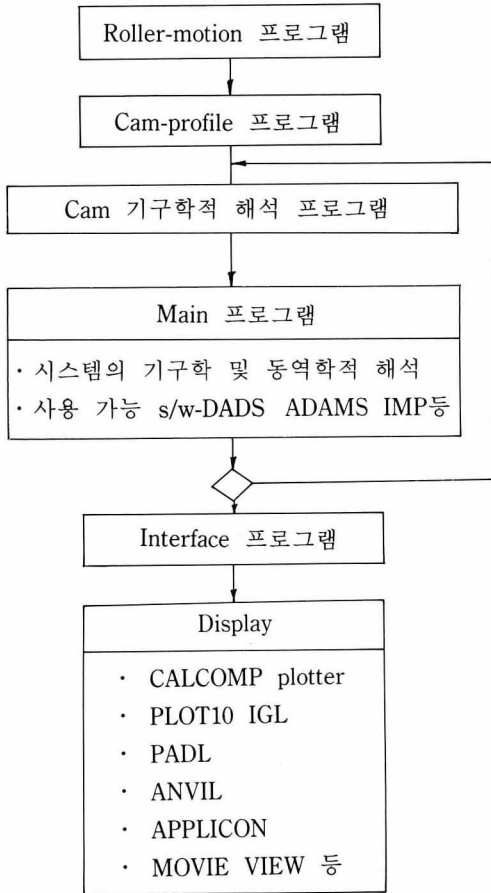 Roller-motion 프로그램
Cam-profile 프로그램
Cam 기구학적 해석 프로그램
Main 프로그램
· 시스템의 기구학 및 동역학적 해석
· 사용 가능 s/w-DADS ADAMS IMP등
Interface 프로그램
Display
· CALCOMP plotter
· PLOT10 IGL
· PADL
· ANVIL
· APPLICON
· MOVIE VIEW 등